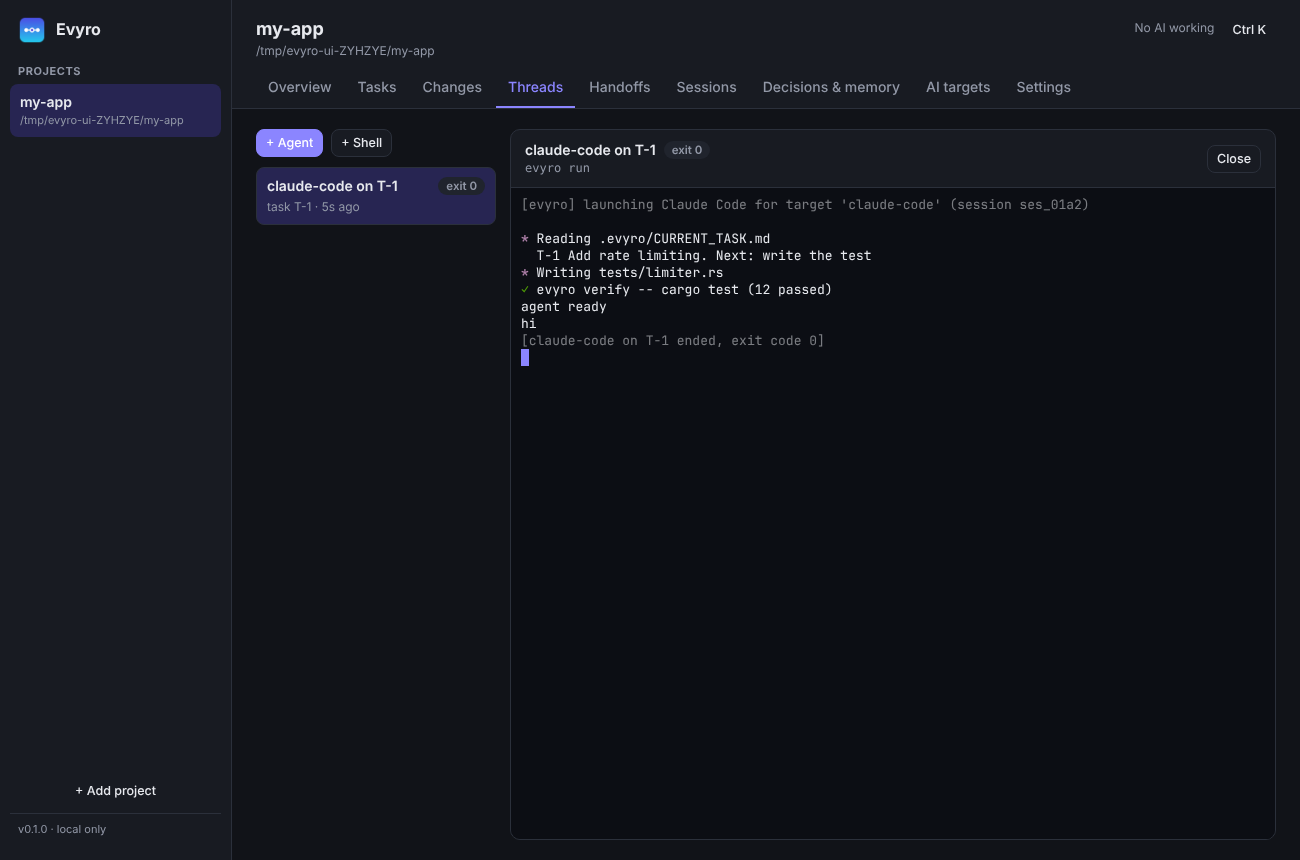 Evyro
PROJECTS
my-app
/tmp/evyro-ui-ZYHZYE/my-app
+ Add project
v0.1.0 · local only
my-app
/tmp/evyro-ui-ZYHZYE/my-app
No AI working
Ctrl K
Overview Tasks Changes Threads Handoffs Sessions Decisions & memory AI targets Settings
+ Agent + Shell
claude-code on T-1 exit 0
task T-1 · 5s ago
claude-code on T-1 exit 0
evyro run
Close
[evyro] launching Claude Code for target 'claude-code' (session ses_01a2)
* Reading .evyro/CURRENT_TASK.md
T-1 Add rate limiting. Next: write the test
* Writing tests/limiter.rs
✓ evyro verify -- cargo test (12 passed)
agent ready
hi
[claude-code on T-1 ended, exit code 0]